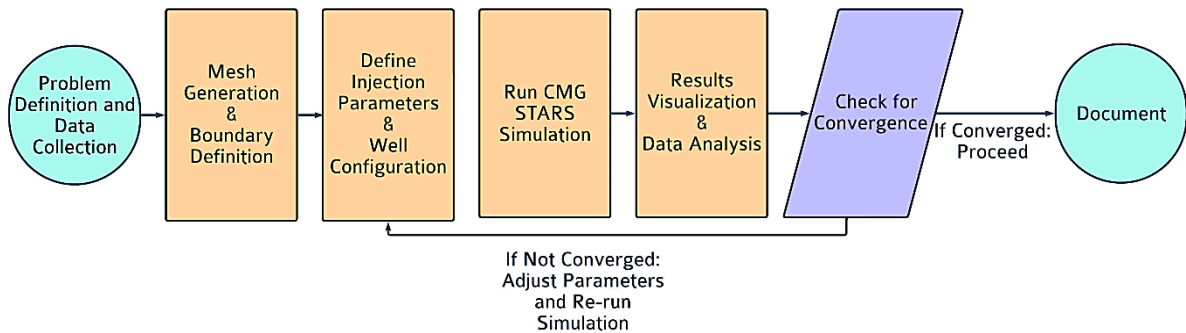 Problem
Definition and
Data
Collection
Mesh
Generation
&
Boundary
Definition
Define
Injection
Parameters
&
Well
Configuration
Run CMG
STARS
Simulation
Results
Visualization
&
Data Analysis
Check for
Convergence
If Converged:
Proceed
Document
If Not Converged:
Adjust Parameters
and Re-run
Simulation